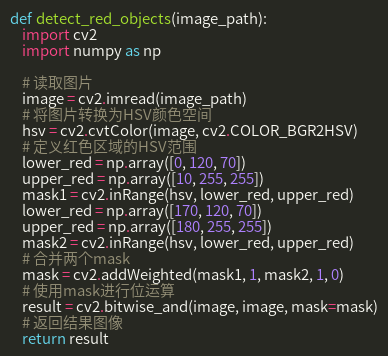 def detect_red_objects(image_path):
import cv2
import numpy as np
# 读取图片
image = cv2.imread(image_path)
# 将图片转换为HSV颜色空间
hsv = cv2.cvtColor(image, cv2.COLOR_BGR2HSV)
# 定义红色区域的HSV范围
lower_red = np.array([0, 120, 70])
upper_red = np.array([10, 255, 255])
mask1 = cv2.inRange(hsv, lower_red, upper_red)
lower_red = np.array([170, 120, 70])
upper_red = np.array([180, 255, 255])
mask2 = cv2.inRange(hsv, lower_red, upper_red)
# 合并两个mask
mask = cv2.addWeighted(mask1, 1, mask2, 1, 0)
# 使用mask进行位运算
result = cv2.bitwise_and(image, image, mask=mask)
# 返回结果图像
return result